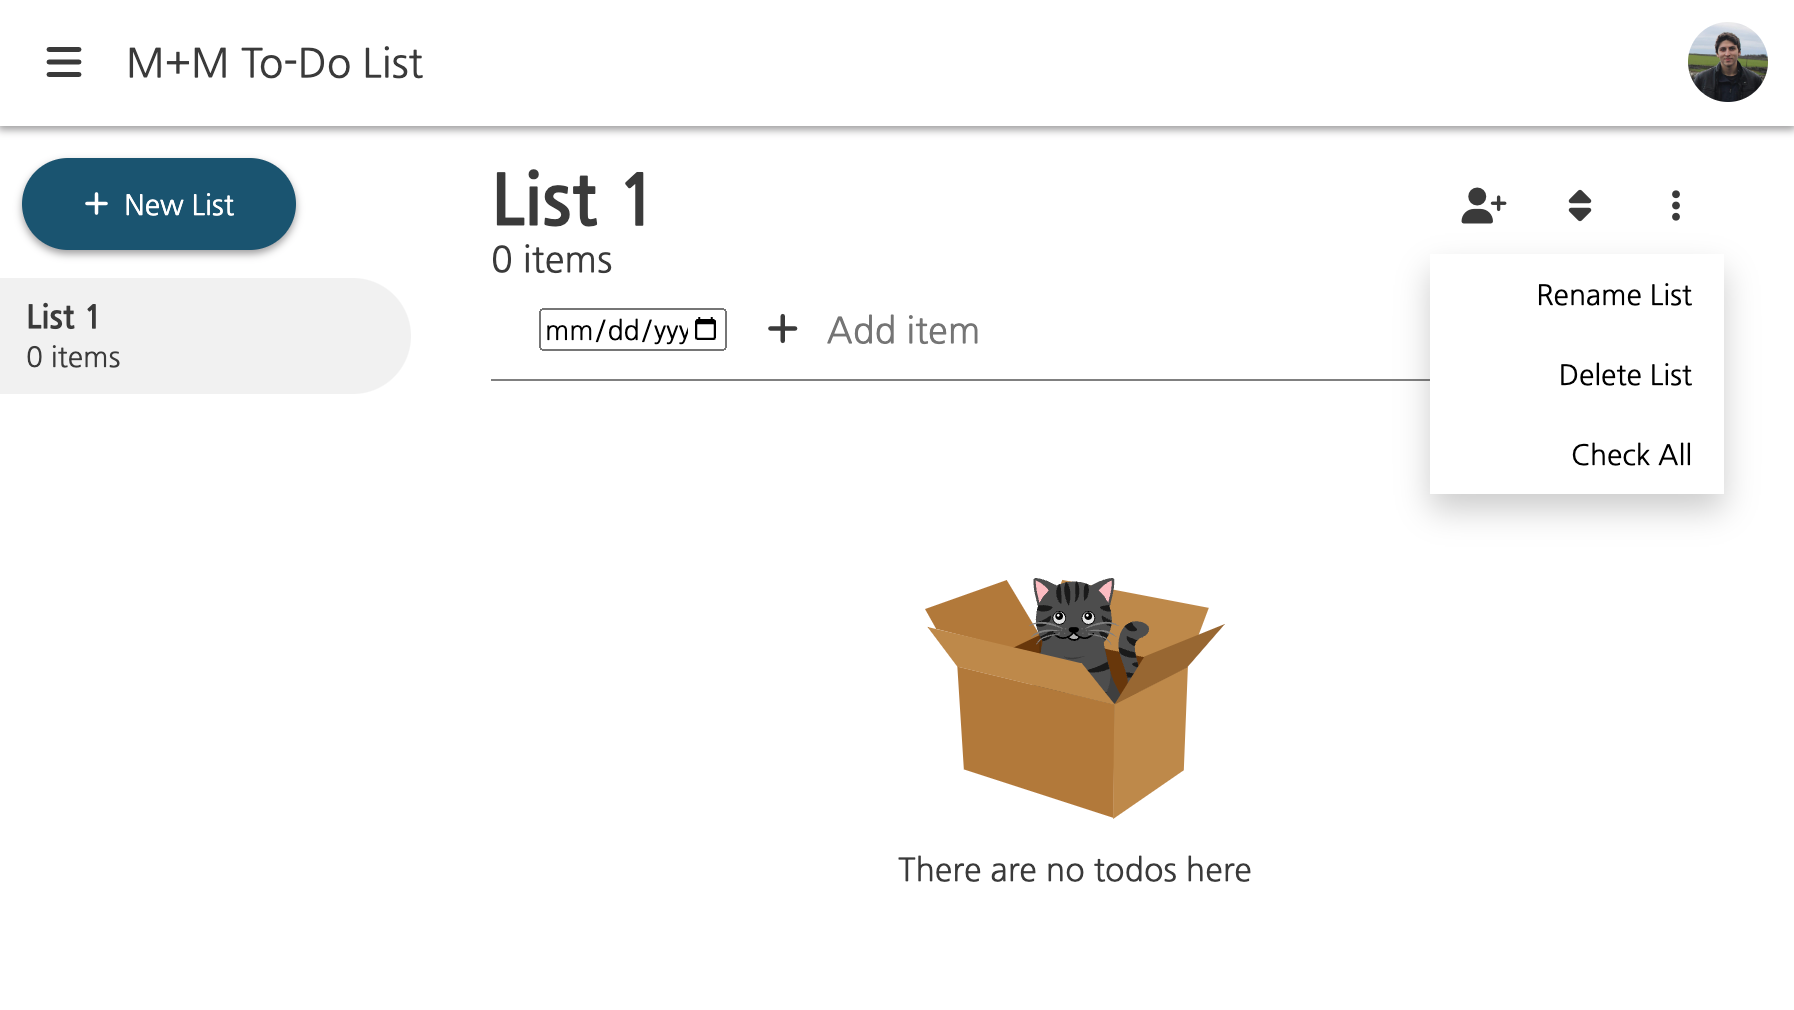 M+M To-Do List
+ New List
List 1
0 items
List 1
0 items
mm/dd/yyy
+ Add item
Rename List
Delete List
Check All
There are no todos here